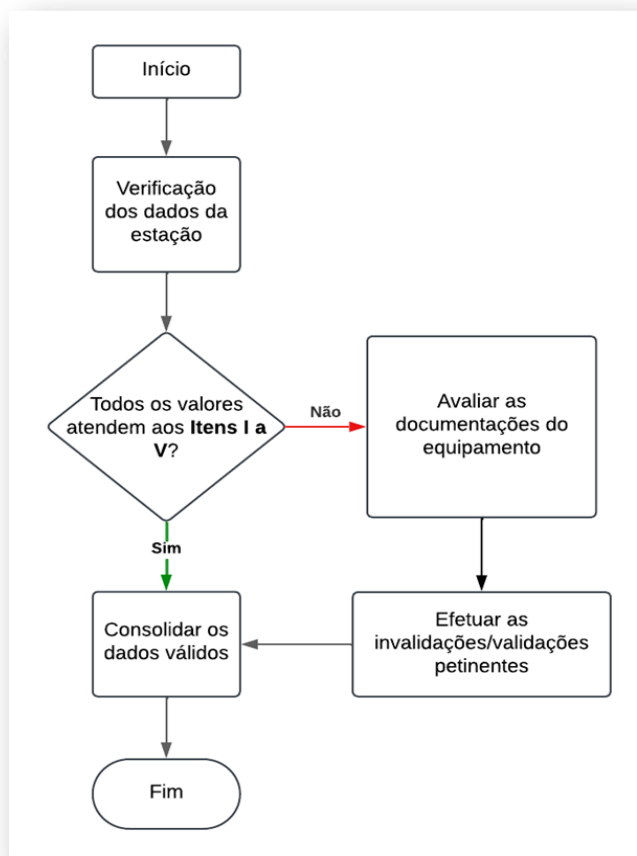 Início
Verificação
dos dados da
estação
Todos os valores
atendem aos Itens I a
V?
Não
Avaliar as
documentações do
equipamento
Sim
Consolidar os
dados válidos
Efetuar as
invalidações/validações
petinentes
Fim